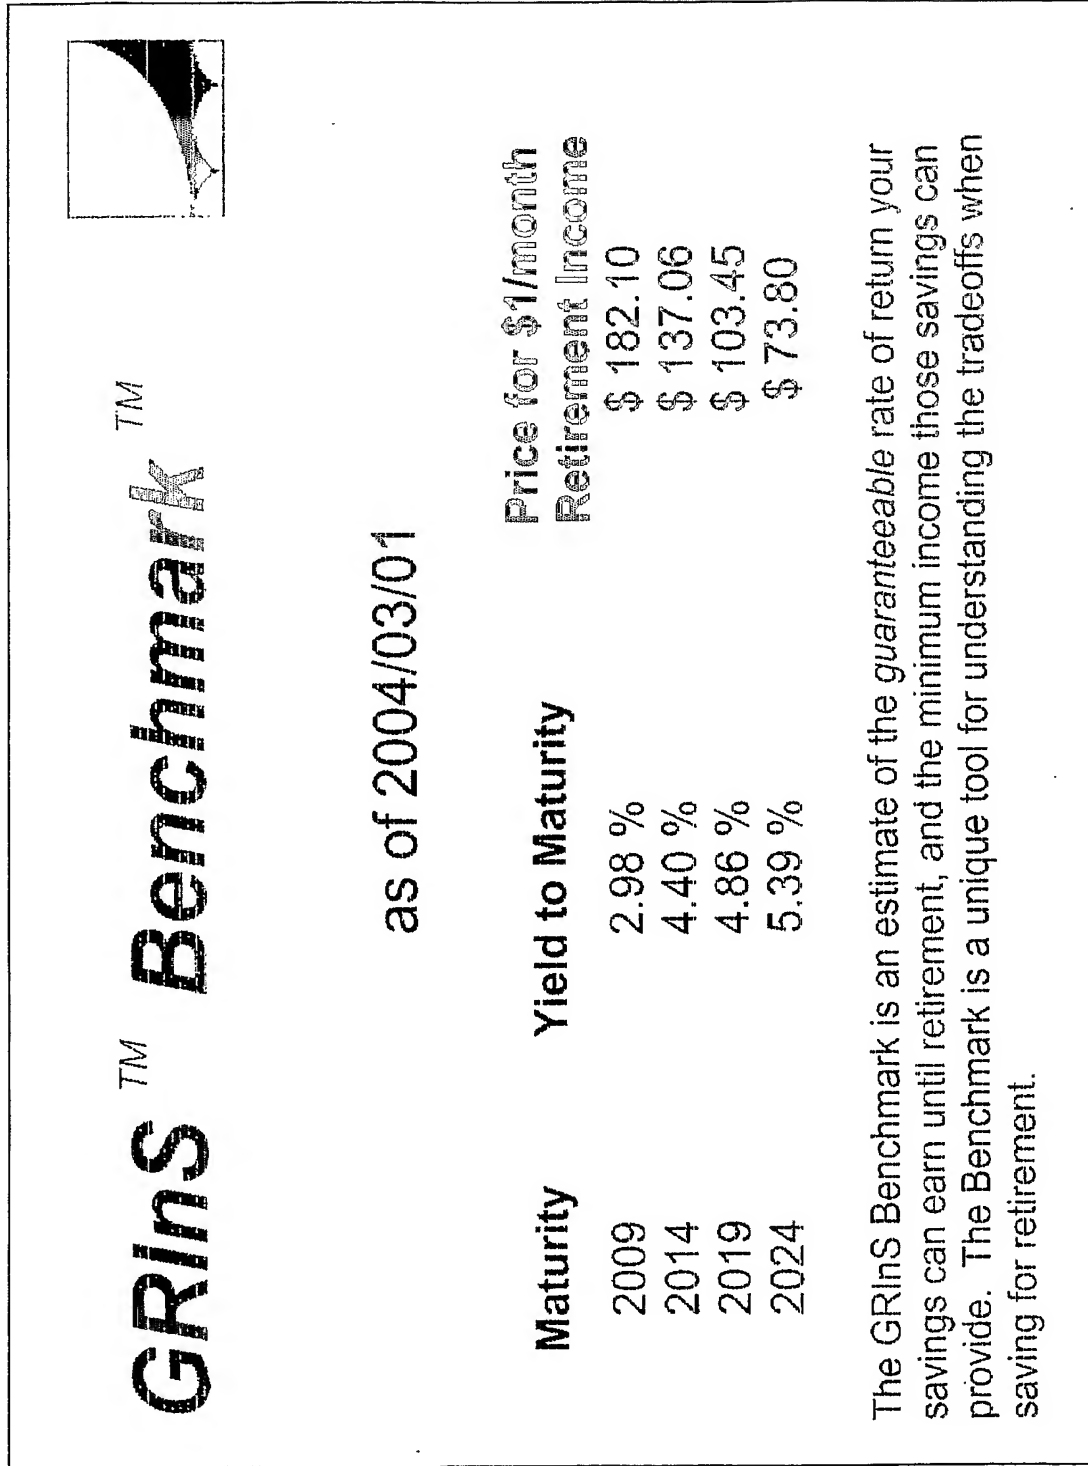 GRInS TM Benchmark TM
as of 2004/03/01
Maturity Yield to Maturity Price for $1/month
Retirement Income
2009 2.98 % $ 182.10
2014 4.40 % $ 137.06
2019 4.86 % $ 103.45
2024 5.39 % $ 73.80
The GRInS Benchmark is an estimate of the guaranteeable rate of return your
savings can earn until retirement, and the minimum income those savings can
provide. The Benchmark is a unique tool for understanding the tradeoffs when
saving for retirement.